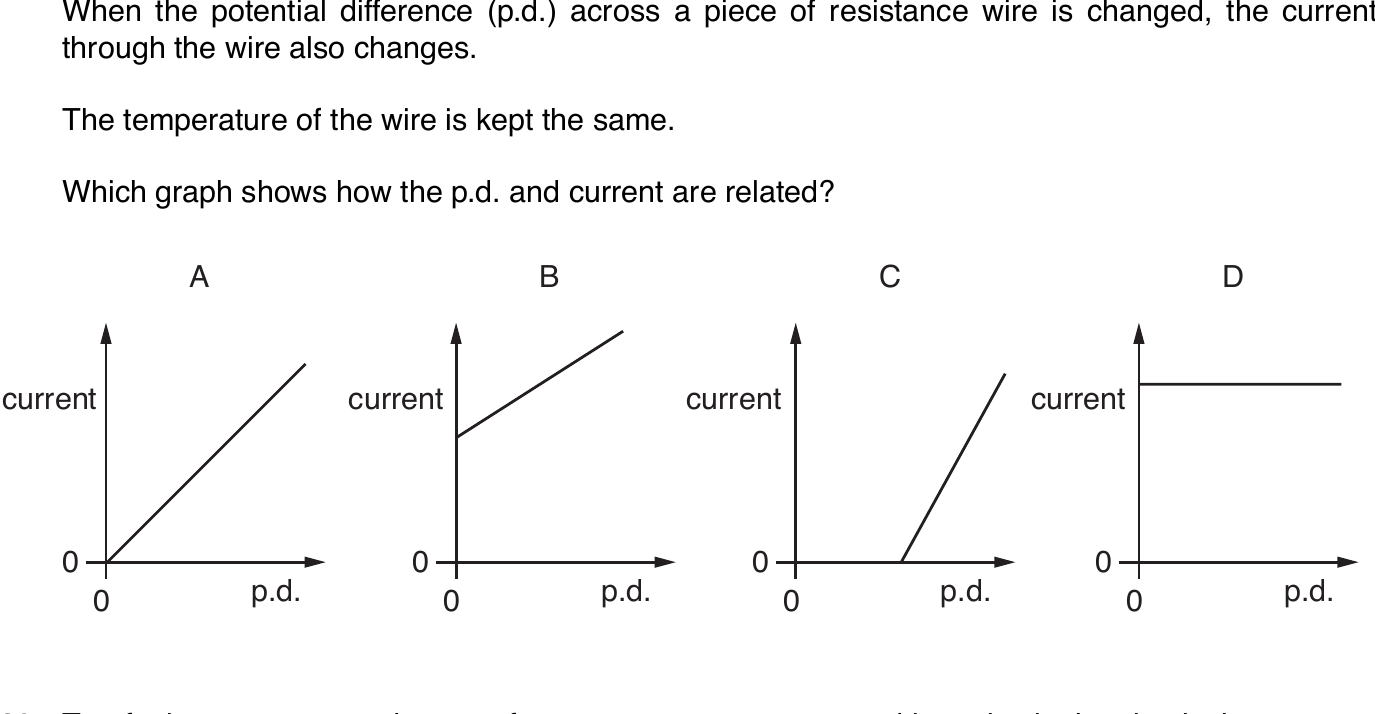 When the potential difference (p.d.) across a piece of resistance wire is changed, the current
through the wire also changes.
The temperature of the wire is kept the same.
Which graph shows how the p.d. and current are related?
A B C D
current current current current
0 0 0 0
p.d. p.d. p.d. p.d.
0 0 0 0